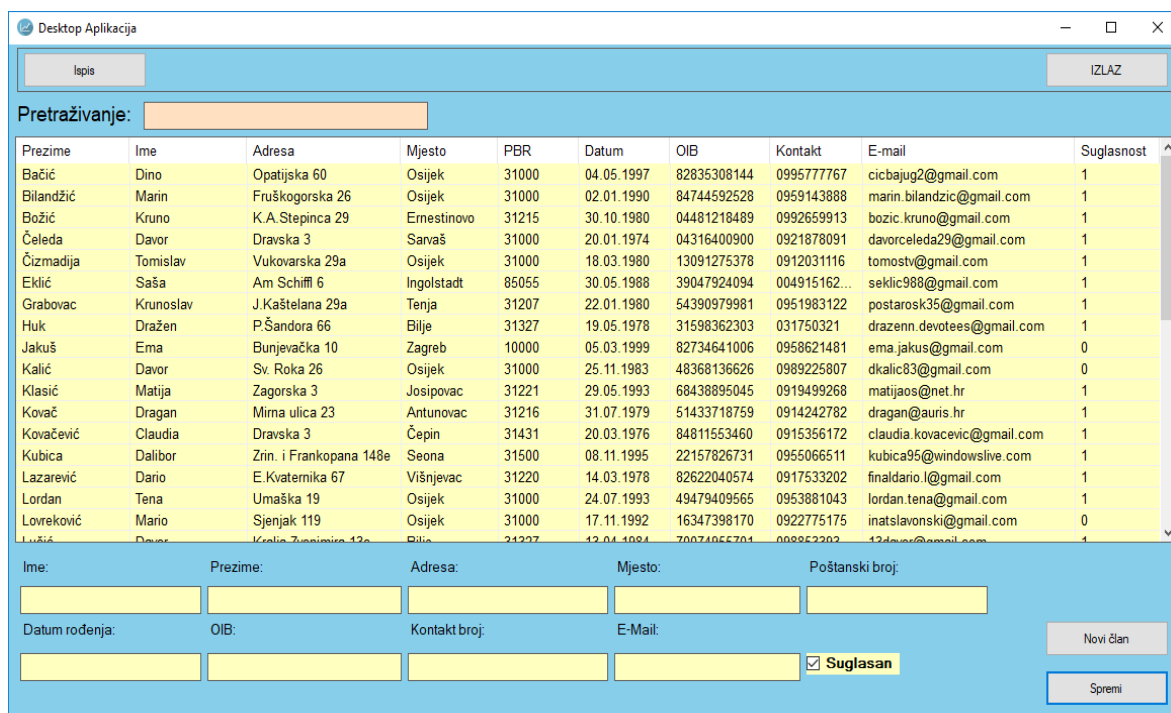 Desktop Aplikacija
Ispis IZLAZ
Pretraživanje:
Prezime Ime Adresa Mjesto PBR Datum OIB Kontakt E-mail Suglasnost
Bačić Dino Opatijska 60 Osijek 31000 04.05.1997 82835308144 0995777767 cicbajug2@gmail.com 1
Bilandžić Marin Fruškogorska 26 Osijek 31000 02.01.1990 84744592528 0959143888 marin.bilandzic@gmail.com 1
Božić Kruno K.A.Stepinca 29 Ernestinovo 31215 30.10.1980 04481218489 0992659913 bozic.kruno@gmail.com 1
Čeleda Davor Dravska 3 Sarvaš 31000 20.01.1974 04316400900 0921878091 davorceleda29@gmail.com 1
Čizmadija Tomislav Vukovarska 29a Osijek 31000 18.03.1980 13091275378 0912031116 tomostv@gmail.com 1
Eklić Saša Am Schiffl 6 Ingolstadt 85055 30.05.1988 39047924094 004915162... seklic988@gmail.com 1
Grabovac Krunoslav J.Kaštelana 29a Tenja 31207 22.01.1980 54390979981 0951983122 postarosk35@gmail.com 1
Huk Dražen P.Šandora 66 Bilje 31327 19.05.1978 31598362303 031750321 drazenn.devotees@gmail.com 1
Jakuš Ema Bunjevačka 10 Zagreb 10000 05.03.1999 82734641006 0958621481 ema.jakus@gmail.com 0
Kalić Davor Sv. Roka 26 Osijek 31000 25.11.1983 48368136626 0989225807 dkalic83@gmail.com 0
Klasić Matija Zagorska 3 Josipovac 31221 29.05.1993 68438895045 0919499268 matijaos@net.hr 1
Kovač Dragan Mirna ulica 23 Antunovac 31216 31.07.1979 51433718759 0914242782 dragan@auris.hr 1
Kovačević Claudia Dravska 3 Čepin 31431 20.03.1976 84811553460 0915356172 claudia.kovacevic@gmail.com 1
Kubica Dalibor Zrin. i Frankopana 148e Seona 31500 08.11.1995 22157826731 0955066511 kubica95@windowslive.com 1
Lazarević Dario E.Kvaternika 67 Višnjevac 31220 14.03.1978 82622040574 0917533202 finaldario.l@gmail.com 1
Lordan Tena Umaška 19 Osijek 31000 24.07.1993 49479409565 0953881043 lordan.tena@gmail.com 1
Lovreković Mario Sjenjak 119 Osijek 31000 17.11.1992 16347398170 0922775175 inatslavonski@gmail.com 0
Lučić Davor Kralja Zvonimira 13a Bilje 31327 13.04.1984
Ime: Prezime: Adresa: Mjesto: Poštanski broj:
Datum rođenja: OIB: Kontakt broj: E-Mail:
Novi član
Suglasan
Spremi